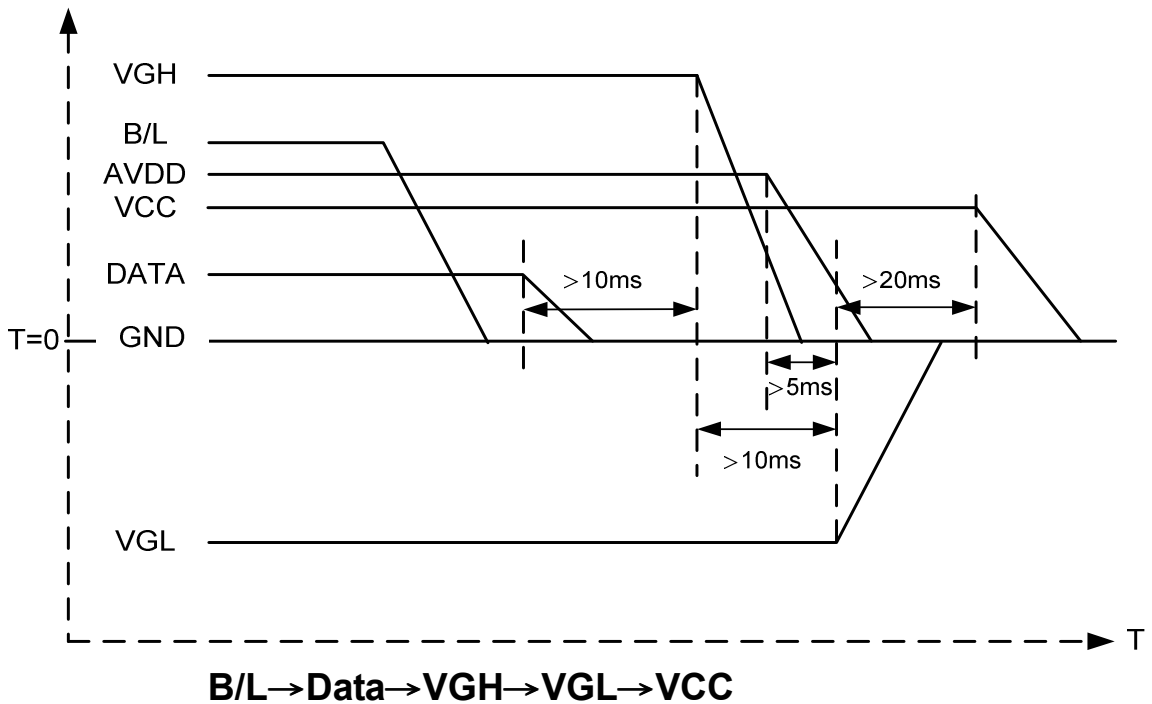 VGH
B/L
AVDD
VCC
DATA
>10ms
>20ms
T=0
GND
>5ms
>10ms
VGL
T
B/L→Data→VGH→VGL→VCC